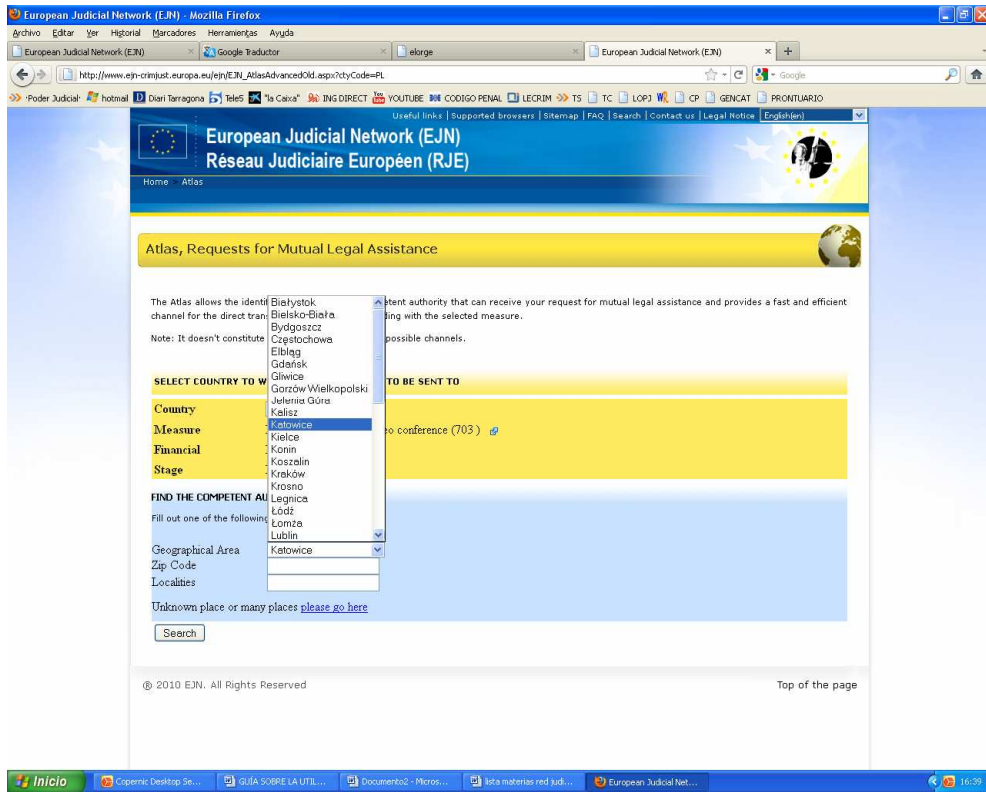 European Judicial Network (EJN) - Mozilla Firefox
Archivo Editar Ver Historial Marcadores Herramientas Ayuda
European Judicial Network (EJN) Google Traductor elorge European Judicial Network (EJN)
http://www.ejn-crimjust.europa.eu/ejn/EJN_AtlasAdvancedOld.aspx?ctyCode=PL Google
·Poder Judicial· hotmail Diari Tarragona Tele5 "la Caixa" ING DIRECT YOUTUBE CODIGO PENAL LECRIM TS TC LOPJ CP GENCAT PRONTUARIO
Useful links | Supported browsers | Sitemap | FAQ | Search | Contact us | Legal Notice English(en)
European Judicial Network (EJN)
Réseau Judiciaire Européen (RJE)
Home Atlas
Atlas, Requests for Mutual Legal Assistance
The Atlas allows the identi etent authority that can receive your request for mutual legal assistance and provides a fast and efficient
channel for the direct tran ding with the selected measure.
Note: It doesn't constitute possible channels.
SELECT COUNTRY TO W TO BE SENT TO
Country
Measure eo conference (703 )
Financial
Stage
FIND THE COMPETENT AU
Fill out one of the following
Białystok
Bielsko-Biała
Bydgoszcz
Częstochowa
Elbląg
Gdańsk
Gliwice
Gorzów Wielkopolski
Jelenia Góra
Kalisz
Katowice
Kielce
Konin
Koszalin
Kraków
Krosno
Legnica
Łódź
Łomża
Lublin
Geographical Area Katowice
Zip Code
Localities
Unknown place or many places please go here
Search
® 2010 EJN. All Rights Reserved Top of the page
Inicio Copernic Desktop Se... GUÍA SOBRE LA UTIL... Documento2 - Micros... lista materias red judi... European Judicial Net... 16:39